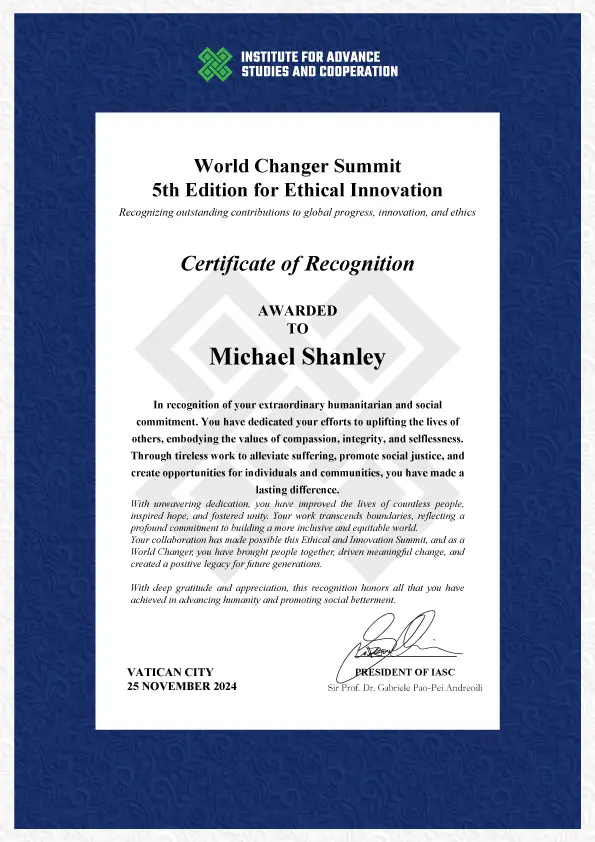 INSTITUTE FOR ADVANCE
STUDIES AND COOPERATION
World Changer Summit
5th Edition for Ethical Innovation
Recognizing outstanding contributions to global progress, innovation, and ethics
Certificate of Recognition
AWARDED
TO
Michael Shanley
In recognition of your extraordinary humanitarian and social
commitment. You have dedicated your efforts to uplifting the lives of
others, embodying the values of compassion, integrity, and selflessness.
Through tireless work to alleviate suffering, promote social justice, and
create opportunities for individuals and communities, you have made a
lasting difference.
With unwavering dedication, you have improved the lives of countless people,
inspired hope, and fostered unity. Your work transcends boundaries, reflecting a
profound commitment to building a more inclusive and equitable world.
Your collaboration has made possible this Ethical and Innovation Summit, and as a
World Changer, you have brought people together, driven meaningful change, and
created a positive legacy for future generations.
With deep gratitude and appreciation, this recognition honors all that you have
achieved in advancing humanity and promoting social betterment.
VATICAN CITY
25 NOVEMBER 2024
PRESIDENT OF IASC
Sir Prof. Dr. Gabriele Pao-Pei Andreoili